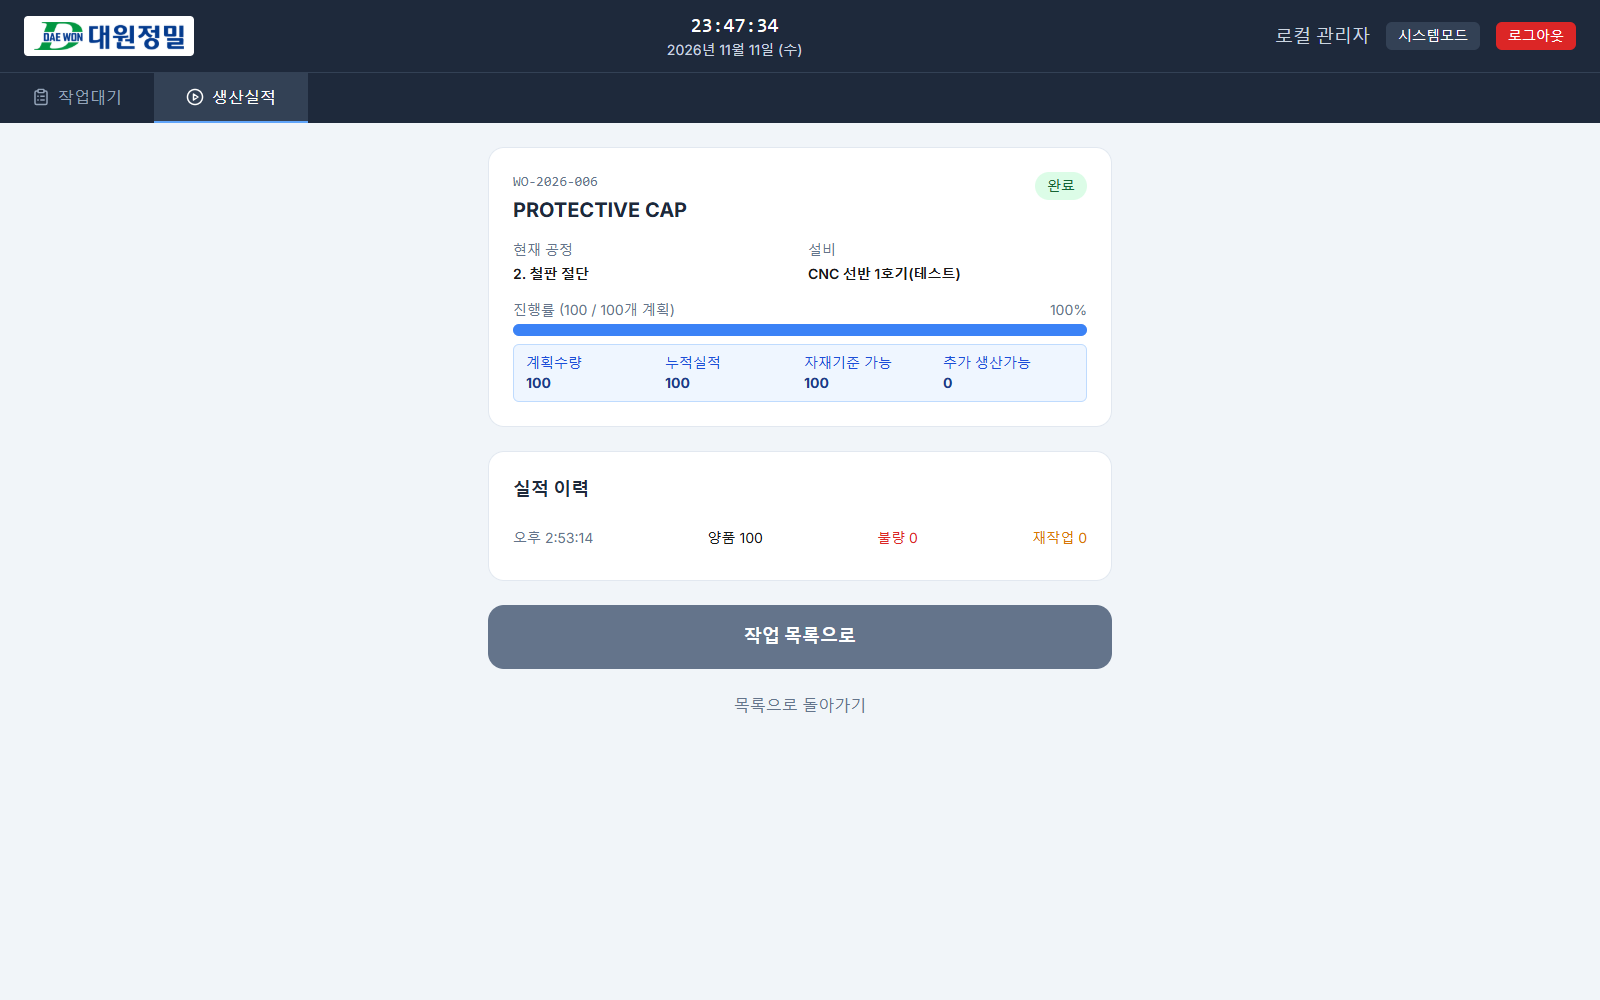 DAE WON 대원정밀
23:47:34
2026년 11월 11일 (수)
로컬 관리자
시스템모드
로그아웃
작업대기
생산실적
WO-2026-006
완료
PROTECTIVE CAP
현재 공정
설비
2. 철판 절단
CNC 선반 1호기(테스트)
진행률 (100 / 100개 계획)
100%
계획수량
누적실적
자재기준 가능
추가 생산가능
100
100
100
0
실적 이력
오후 2:53:14
양품 100
불량 0
재작업 0
작업 목록으로
목록으로 돌아가기